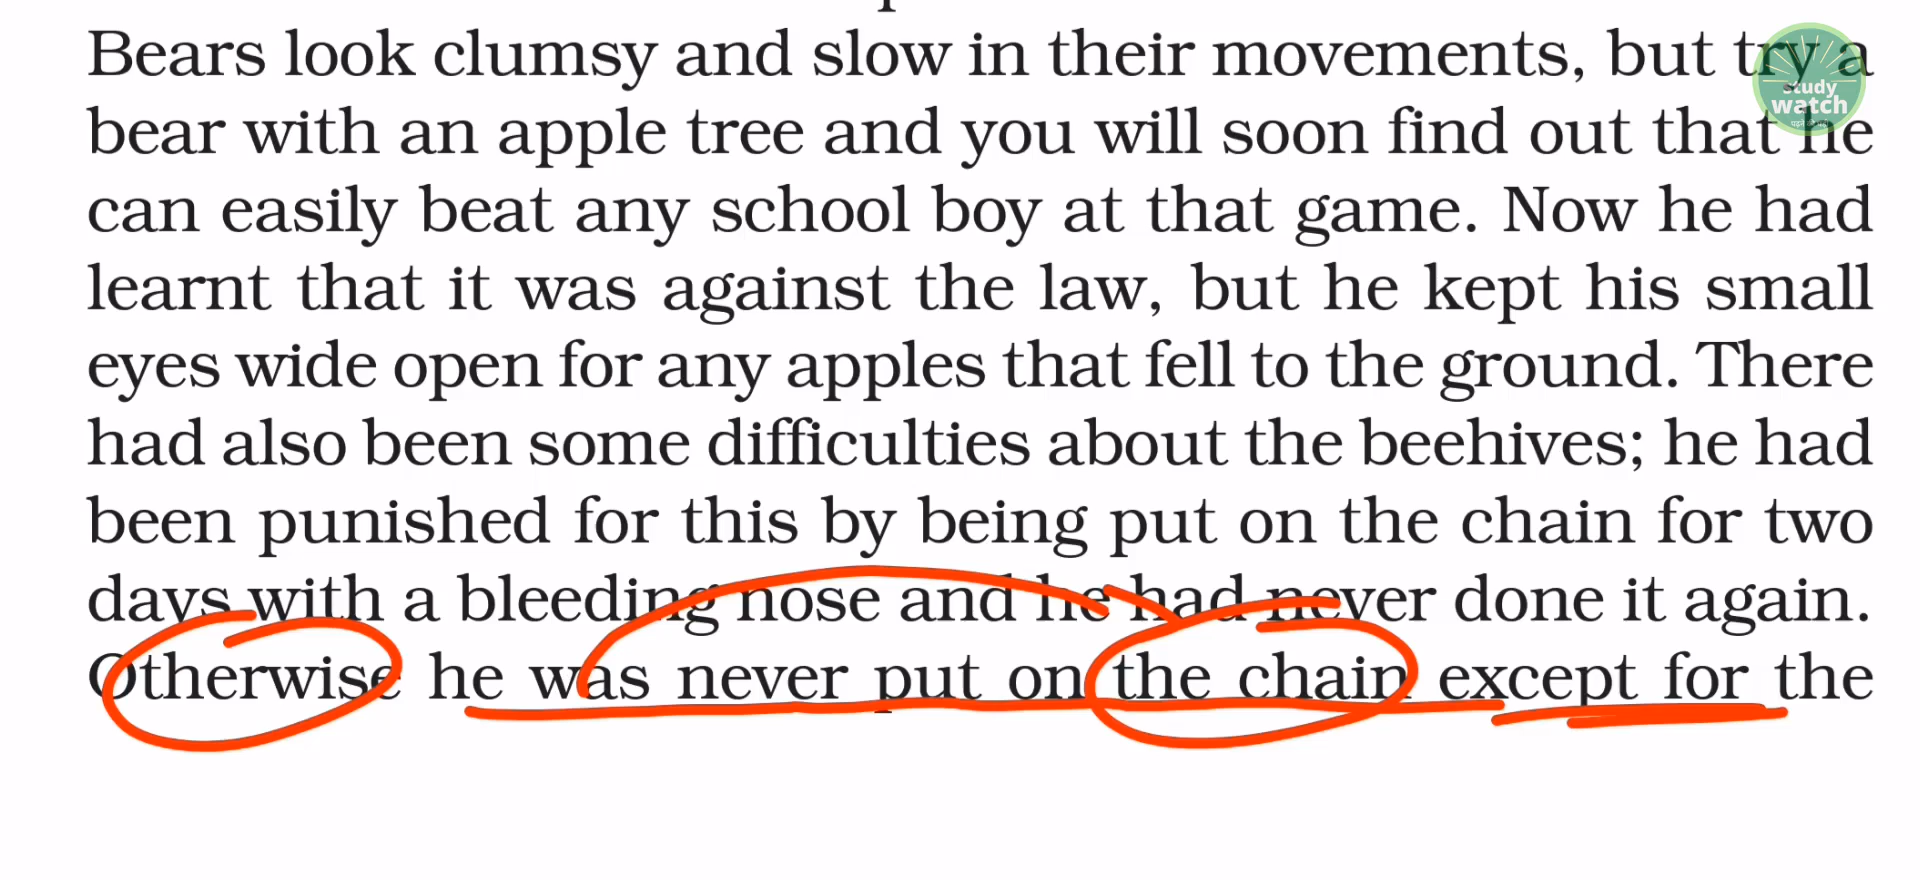 Bears look clumsy and slow in their movements, but try a
bear with an apple tree and you will soon find out that he
can easily beat any school boy at that game. Now he had
learnt that it was against the law, but he kept his small
eyes wide open for any apples that fell to the ground. There
had also been some difficulties about the beehives; he had
been punished for this by being put on the chain for two
days with a bleeding nose and he had never done it again.
Otherwise he was never put on the chain except for the
study
watch